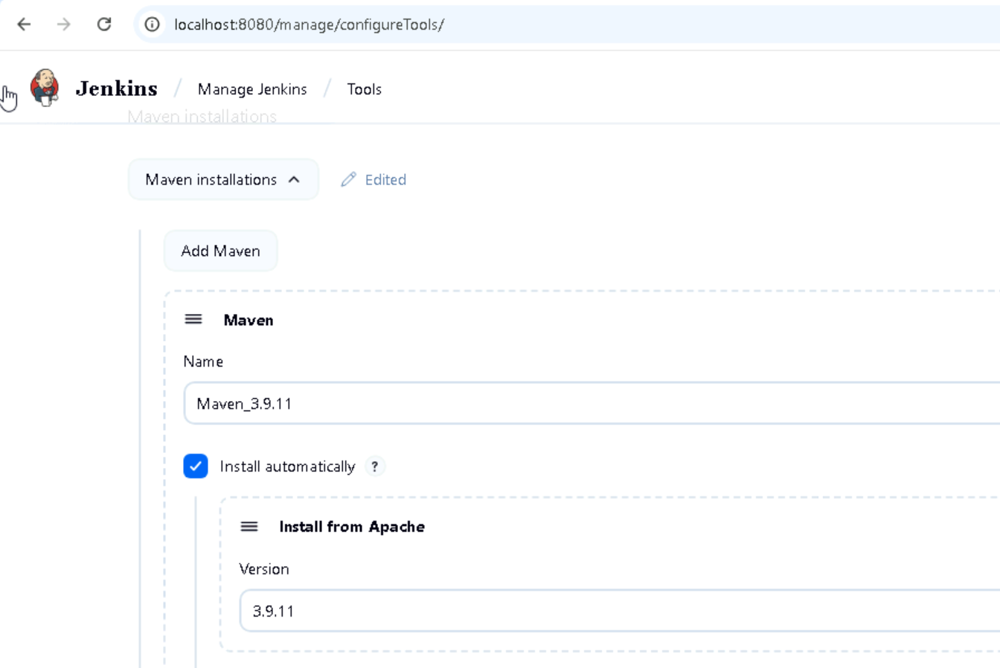 localhost:8080/manage/configureTools/
Jenkins / Manage Jenkins / Tools
Maven installations
Maven installations
Edited
Add Maven
Maven
Name
Maven_3.9.11
Install automatically ?
Install from Apache
Version
3.9.11